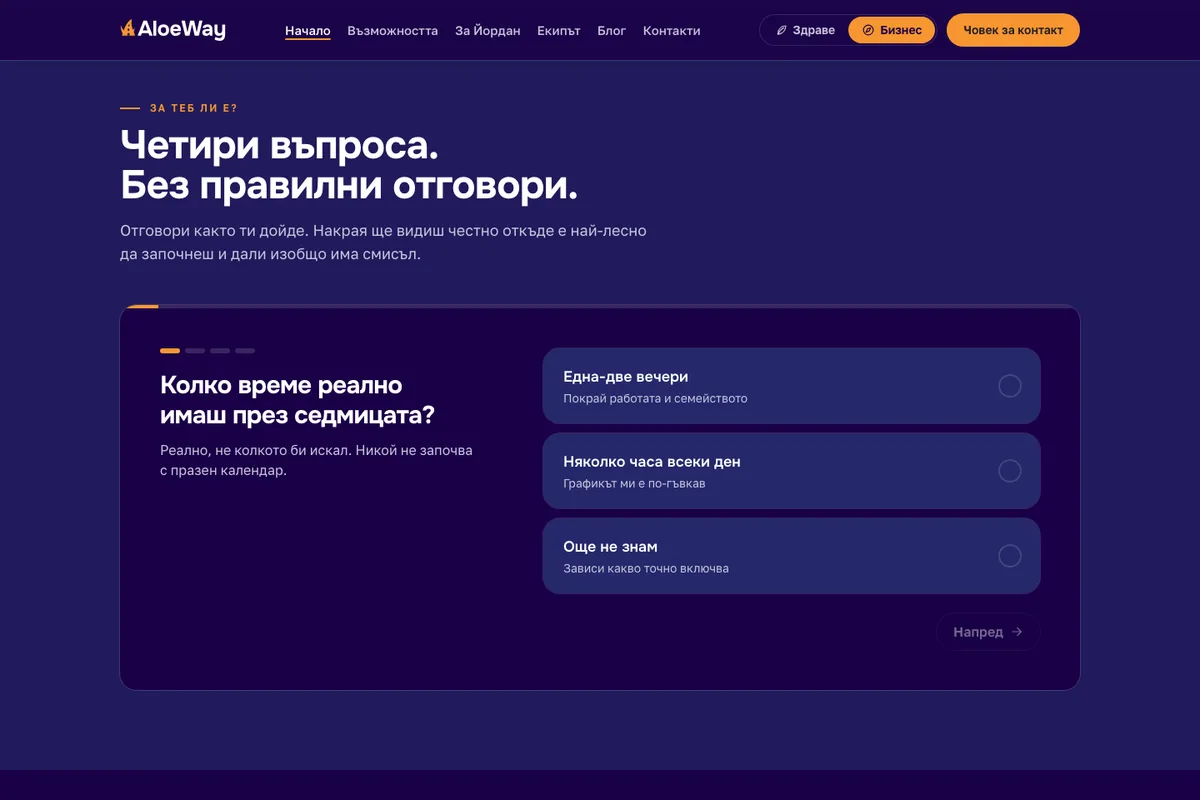 AloeWay
Начало
Възможността
За Йордан
Екипът
Блог
Контакти
Здраве
Бизнес
Човек за контакт
ЗА ТЕБ ЛИ Е?
Четири въпроса.
Без правилни отговори.
Отговори както ти дойде. Накрая ще видиш честно откъде е най-лесно
да започнеш и дали изобщо има смисъл.
Колко време реално
имаш през седмицата?
Реално, не колкото би искал. Никой не започва
с празен календар.
Една-две вечери
Покрай работата и семейството
Няколко часа всеки ден
Графикът ми е по-гъвкав
Още не знам
Зависи какво точно включва
Напред →